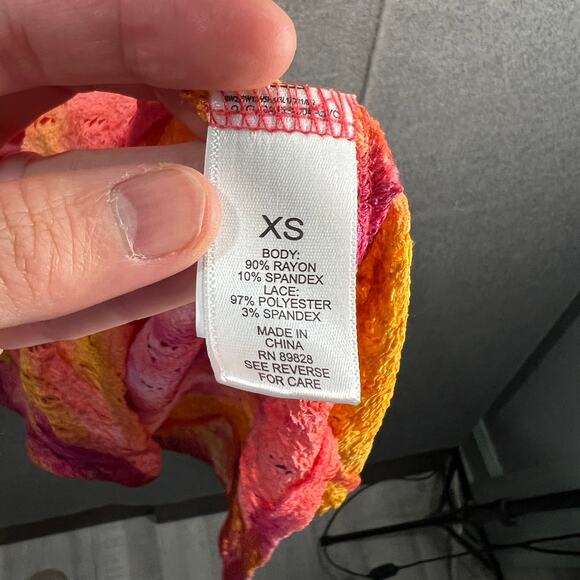 XS
BODY:
90% RAYON
10% SPANDEX
LACE:
97% POLYESTER
3% SPANDEX
MADE IN
CHINA
RN 89828
SEE REVERSE
FOR CARE